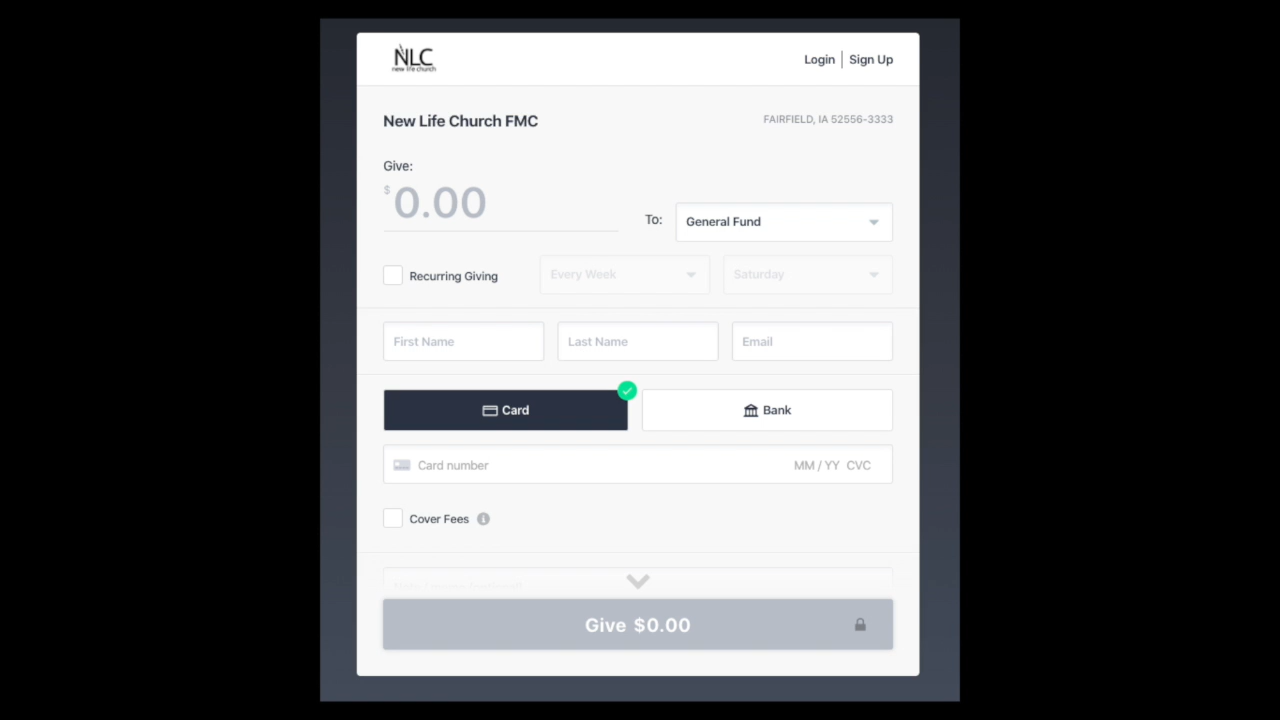 NLC
new life church
Login | Sign Up
New Life Church FMC
FAIRFIELD, IA 52556-3333
Give:
$0.00
To: General Fund
Recurring Giving Every Week Saturday
First Name Last Name Email
Card Bank
Card number MM / YY CVC
Cover Fees
Give $0.00